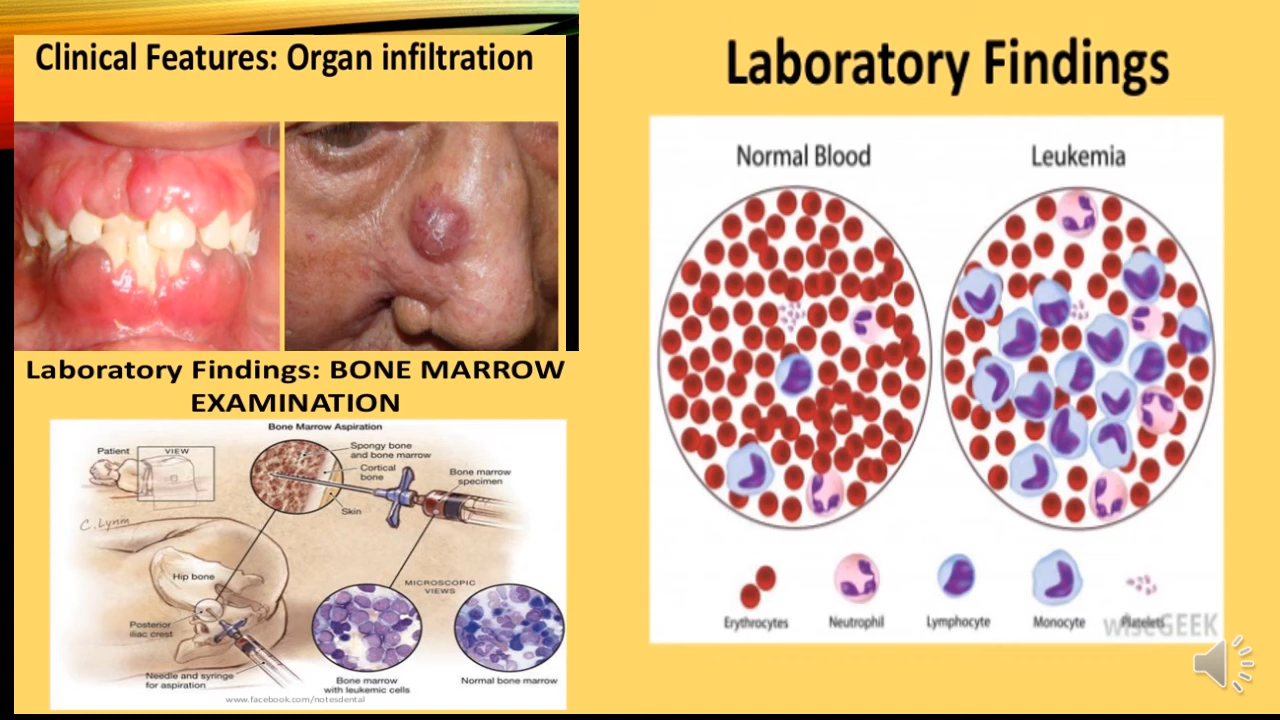 Clinical Features: Organ infiltration
Laboratory Findings: BONE MARROW
EXAMINATION
Bone Marrow Aspiration
Patient
VIEW
Spongy bone
and bone marrow
Cortical
bone
Skin
Bone marrow
specimen
C. Lynm
Hip bone
Posterior
iliac crest
Needle and syringe
for aspiration
MICROSCOPIC
VIEWS
Bone marrow
with leukemic cells
Normal bone marrow
www.facebook.com/notesdental
Laboratory Findings
Normal Blood
Leukemia
Erythrocytes
Neutrophil
Lymphocyte
Monocyte
Platelets
wiseGEEK